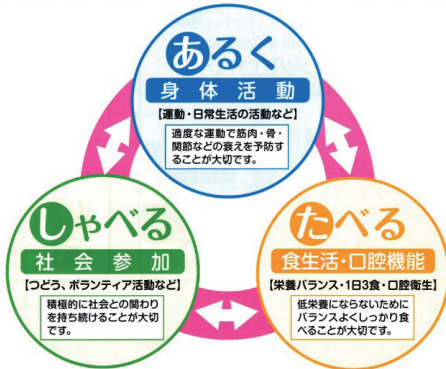 あるく
身体活動
【運動・日常生活の活動など】
適度な運動で筋肉・骨・
関節などの衰えを予防す
ることが大切です。
しゃべる
社会参加
【つどう、ボランティア活動など】
積極的に社会との関わり
を持ち続けることが大切
です。
たべる
食生活・口腔機能
【栄養バランス・1日3食・口腔衛生】
低栄養にならないために
バランスよくしっかり食
べることが大切です。